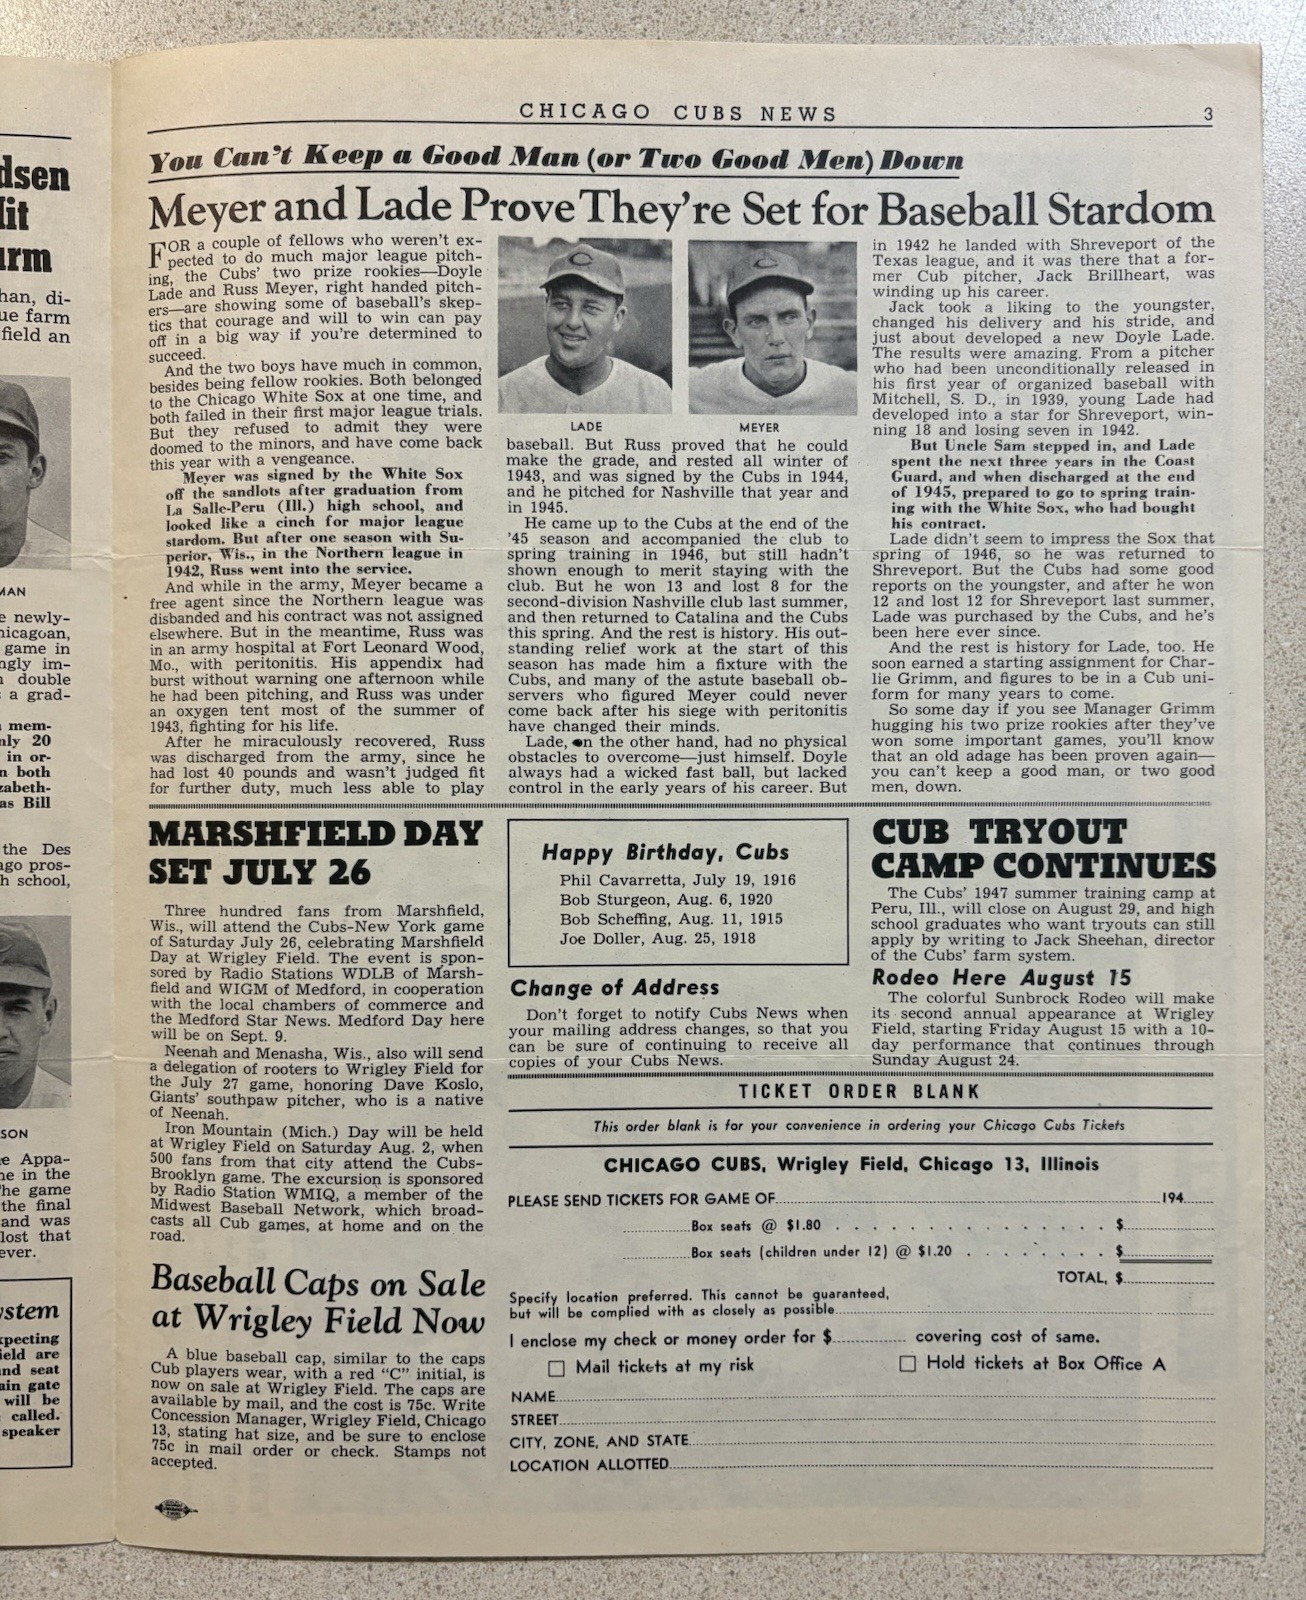 dsen
Hit
arm
han, di-
ue farm
field an
MAN
e newly-
hicagoan,
game in
ngly im-
n double
s a grad-
n mem-
nly 20
in or-
n both
zabeth-
as Bill
the Des
ago pros-
h school,
SON
e Appa-
ne in the
The game
the final
and was
lost that
ever.
ystem
xpecting
ield are
and seat
ain gate
will be
called.
speaker
CHICAGO CUBS NEWS
3
You Can't Keep a Good Man (or Two Good Men) Down
Meyer and Lade Prove They're Set for Baseball Stardom
FOR a couple of fellows who weren't ex-
pected to do much major league pitch-
ing, the Cubs' two prize rookies—Doyle
Lade and Russ Meyer, right handed pitch-
ers—are showing some of baseball's skep-
tics that courage and will to win can pay
off in a big way if you're determined to
succeed.
And the two boys have much in common,
besides being fellow rookies. Both belonged
to the Chicago White Sox at one time, and
both failed in their first major league trials.
But they refused to admit they were
doomed to the minors, and have come back
this year with a vengeance.
Meyer was signed by the White Sox
off the sandlots after graduation from
La Salle-Peru (Ill.) high school, and
looked like a cinch for major league
stardom. But after one season with Su-
perior, Wis., in the Northern league in
1942, Russ went into the service.
And while in the army, Meyer became a
free agent since the Northern league was
disbanded and his contract was not assigned
elsewhere. But in the meantime, Russ was
in an army hospital at Fort Leonard Wood,
Mo., with peritonitis. His appendix had
burst without warning one afternoon while
he had been pitching, and Russ was under
an oxygen tent most of the summer of
1943, fighting for his life.
After he miraculously recovered, Russ
was discharged from the army, since he
had lost 40 pounds and wasn't judged fit
for further duty, much less able to play
LADE
MEYER
baseball. But Russ proved that he could
make the grade, and rested all winter of
1943, and was signed by the Cubs in 1944,
and he pitched for Nashville that year and
in 1945.
He came up to the Cubs at the end of the
'45 season and accompanied the club to
spring training in 1946, but still hadn't
shown enough to merit staying with the
club. But he won 13 and lost 8 for the
second-division Nashville club last summer,
and then returned to Catalina and the Cubs
this spring. And the rest is history. His out-
standing relief work at the start of this
season has made him a fixture with the
Cubs, and many of the astute baseball ob-
servers who figured Meyer could never
come back after his siege with peritonitis
have changed their minds.
Lade, on the other hand, had no physical
obstacles to overcome—just himself. Doyle
always had a wicked fast ball, but lacked
control in the early years of his career. But
in 1942 he landed with Shreveport of the
Texas league, and it was there that a for-
mer Cub pitcher, Jack Brillheart, was
winding up his career.
Jack took a liking to the youngster,
changed his delivery and his stride, and
just about developed a new Doyle Lade.
The results were amazing. From a pitcher
who had been unconditionally released in
his first year of organized baseball with
Mitchell, S. D., in 1939, young Lade had
developed into a star for Shreveport, win-
ning 18 and losing seven in 1942.
But Uncle Sam stepped in, and Lade
spent the next three years in the Coast
Guard, and when discharged at the end
of 1945, prepared to go to spring train-
ing with the White Sox, who had bought
his contract.
Lade didn't seem to impress the Sox that
spring of 1946, so he was returned to
Shreveport. But the Cubs had some good
reports on the youngster, and after he won
12 and lost 12 for Shreveport last summer,
Lade was purchased by the Cubs, and he's
been here ever since.
And the rest is history for Lade, too. He
soon earned a starting assignment for Char-
lie Grimm, and figures to be in a Cub uni-
form for many years to come.
So some day if you see Manager Grimm
hugging his two prize rookies after they've
won some important games, you'll know
that an old adage has been proven again—
you can't keep a good man, or two good
men, down.
MARSHFIELD DAY
SET JULY 26
Three hundred fans from Marshfield,
Wis., will attend the Cubs-New York game
of Saturday July 26, celebrating Marshfield
Day at Wrigley Field. The event is spon-
sored by Radio Stations WDLB of Marsh-
field and WIGM of Medford, in cooperation
with the local chambers of commerce and
the Medford Star News. Medford Day here
will be on Sept. 9.
Neenah and Menasha, Wis., also will send
a delegation of rooters to Wrigley Field for
the July 27 game, honoring Dave Koslo,
Giants' southpaw pitcher, who is a native
of Neenah.
Iron Mountain (Mich.) Day will be held
at Wrigley Field on Saturday Aug. 2, when
500 fans from that city attend the Cubs-
Brooklyn game. The excursion is sponsored
by Radio Station WMIQ, a member of the
Midwest Baseball Network, which broad-
casts all Cub games, at home and on the
road.
Baseball Caps on Sale
at Wrigley Field Now
A blue baseball cap, similar to the caps
Cub players wear, with a red "C" initial, is
now on sale at Wrigley Field. The caps are
available by mail, and the cost is 75c. Write
Concession Manager, Wrigley Field, Chicago
13, stating hat size, and be sure to enclose
75c in mail order or check. Stamps not
accepted.
Happy Birthday, Cubs
Phil Cavarretta, July 19, 1916
Bob Sturgeon, Aug. 6, 1920
Bob Scheffing, Aug. 11, 1915
Joe Doller, Aug. 25, 1918
Change of Address
Don't forget to notify Cubs News when
your mailing address changes, so that you
can be sure of continuing to receive all
copies of your Cubs News.
CUB TRYOUT
CAMP CONTINUES
The Cubs' 1947 summer training camp at
Peru, Ill., will close on August 29, and high
school graduates who want tryouts can still
apply by writing to Jack Sheehan, director
of the Cubs' farm system.
Rodeo Here August 15
The colorful Sunbrock Rodeo will make
its second annual appearance at Wrigley
Field, starting Friday August 15 with a 10-
day performance that continues through
Sunday August 24.
TICKET ORDER BLANK
This order blank is for your convenience in ordering your Chicago Cubs Tickets
CHICAGO CUBS, Wrigley Field, Chicago 13, Illinois
PLEASE SEND TICKETS FOR GAME OF 194
Box seats @ $1.80 $
Box seats (children under 12) @ $1.20 $
TOTAL, $
Specify location preferred. This cannot be guaranteed,
but will be complied with as closely as possible
I enclose my check or money order for $ covering cost of same.
Mail tickets at my risk
Hold tickets at Box Office A
NAME
STREET
CITY, ZONE, AND STATE
LOCATION ALLOTTED